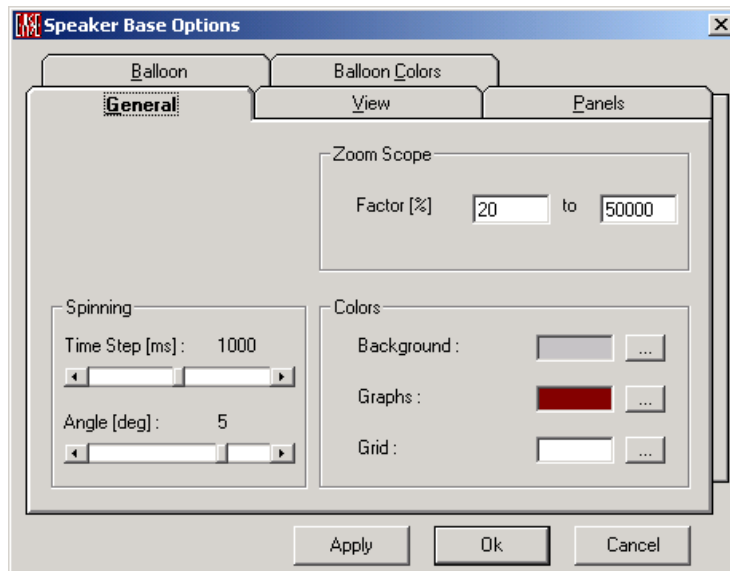 EASE
Speaker Base Options
Balloon
Balloon Colors
General
View
Panels
Zoom Scope
Factor [%] 20 to 50000
Spinning
Time Step [ms] : 1000
Angle [deg] : 5
Colors
Background : ...
Graphs : ...
Grid : ...
Apply
Ok
Cancel